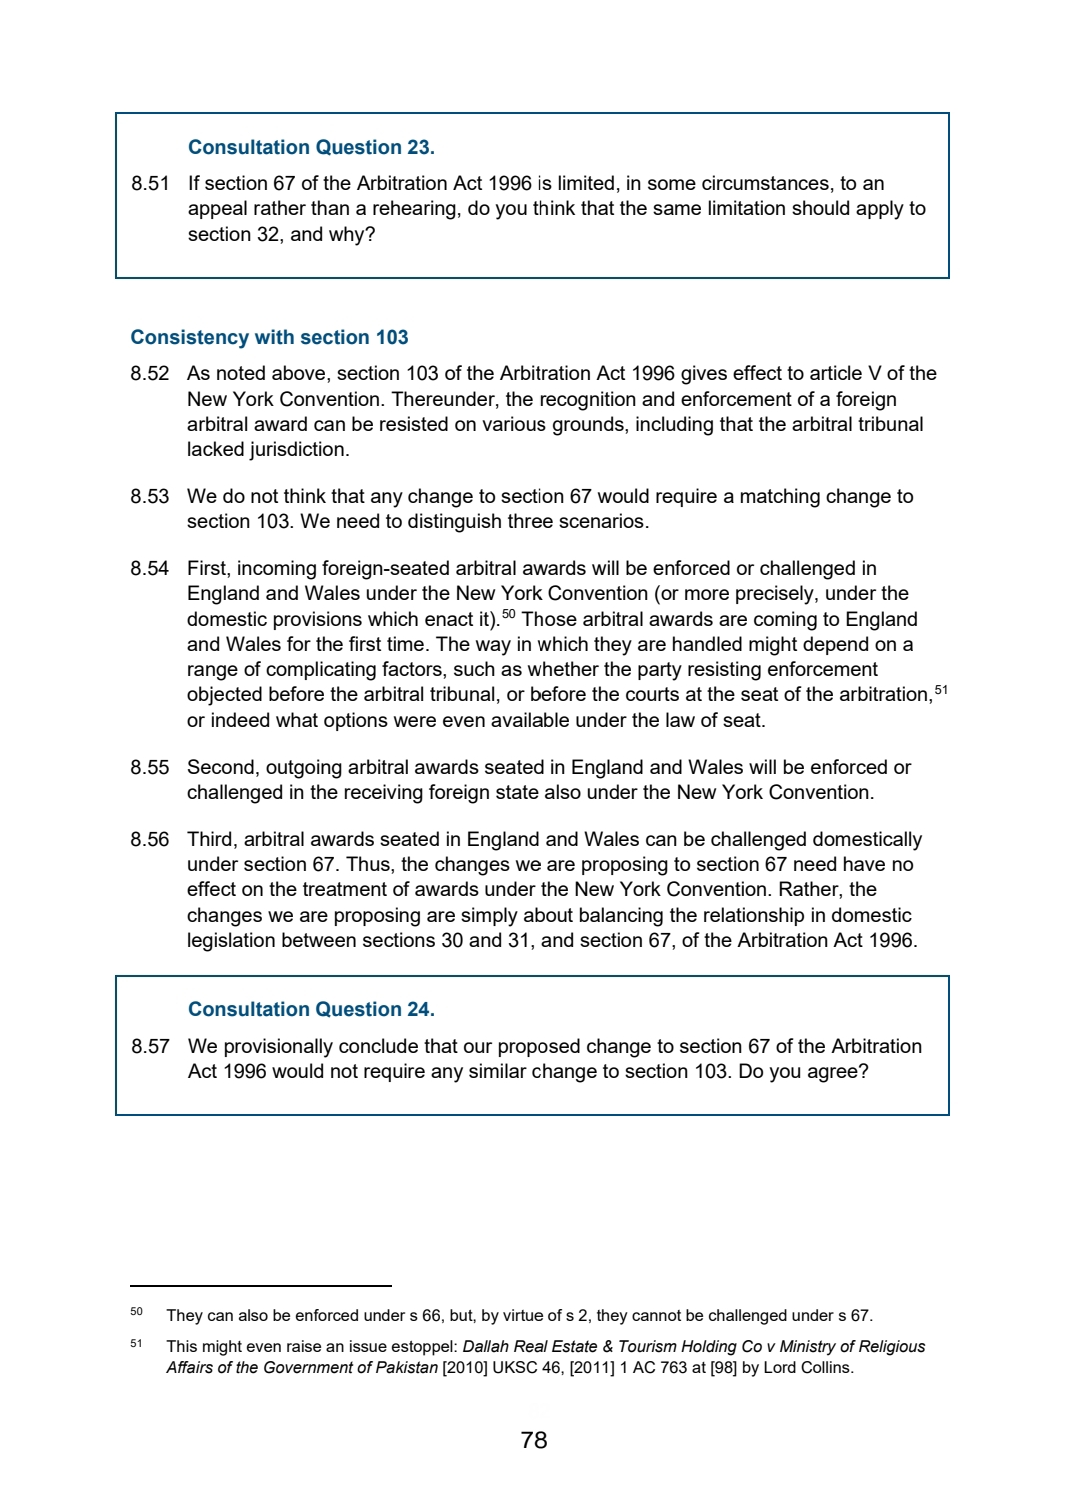 Consultation Question 23.
8.51 If section 67 of the Arbitration Act 1996 is limited, in some circumstances, to an
appeal rather than a rehearing, do you think that the same limitation should apply to
section 32, and why?
Consistency with section 103
8.52 As noted above, section 103 of the Arbitration Act 1996 gives effect to article V of the
New York Convention. Thereunder, the recognition and enforcement of a foreign
arbitral award can be resisted on various grounds, including that the arbitral tribunal
lacked jurisdiction.
8.53 We do not think that any change to section 67 would require a matching change to
section 103. We need to distinguish three scenarios.
8.54 First, incoming foreign-seated arbitral awards will be enforced or challenged in
England and Wales under the New York Convention (or more precisely, under the
domestic provisions which enact it).50 Those arbitral awards are coming to England
and Wales for the first time. The way in which they are handled might depend on a
range of complicating factors, such as whether the party resisting enforcement
objected before the arbitral tribunal, or before the courts at the seat of the arbitration,51
or indeed what options were even available under the law of seat.
8.55 Second, outgoing arbitral awards seated in England and Wales will be enforced or
challenged in the receiving foreign state also under the New York Convention.
8.56 Third, arbitral awards seated in England and Wales can be challenged domestically
under section 67. Thus, the changes we are proposing to section 67 need have no
effect on the treatment of awards under the New York Convention. Rather, the
changes we are proposing are simply about balancing the relationship in domestic
legislation between sections 30 and 31, and section 67, of the Arbitration Act 1996.
Consultation Question 24.
8.57 We provisionally conclude that our proposed change to section 67 of the Arbitration
Act 1996 would not require any similar change to section 103. Do you agree?
50 They can also be enforced under s 66, but, by virtue of s 2, they cannot be challenged under s 67.
51 This might even raise an issue estoppel: Dallah Real Estate & Tourism Holding Co v Ministry of Religious
Affairs of the Government of Pakistan [2010] UKSC 46, [2011] 1 AC 763 at [98] by Lord Collins.
78